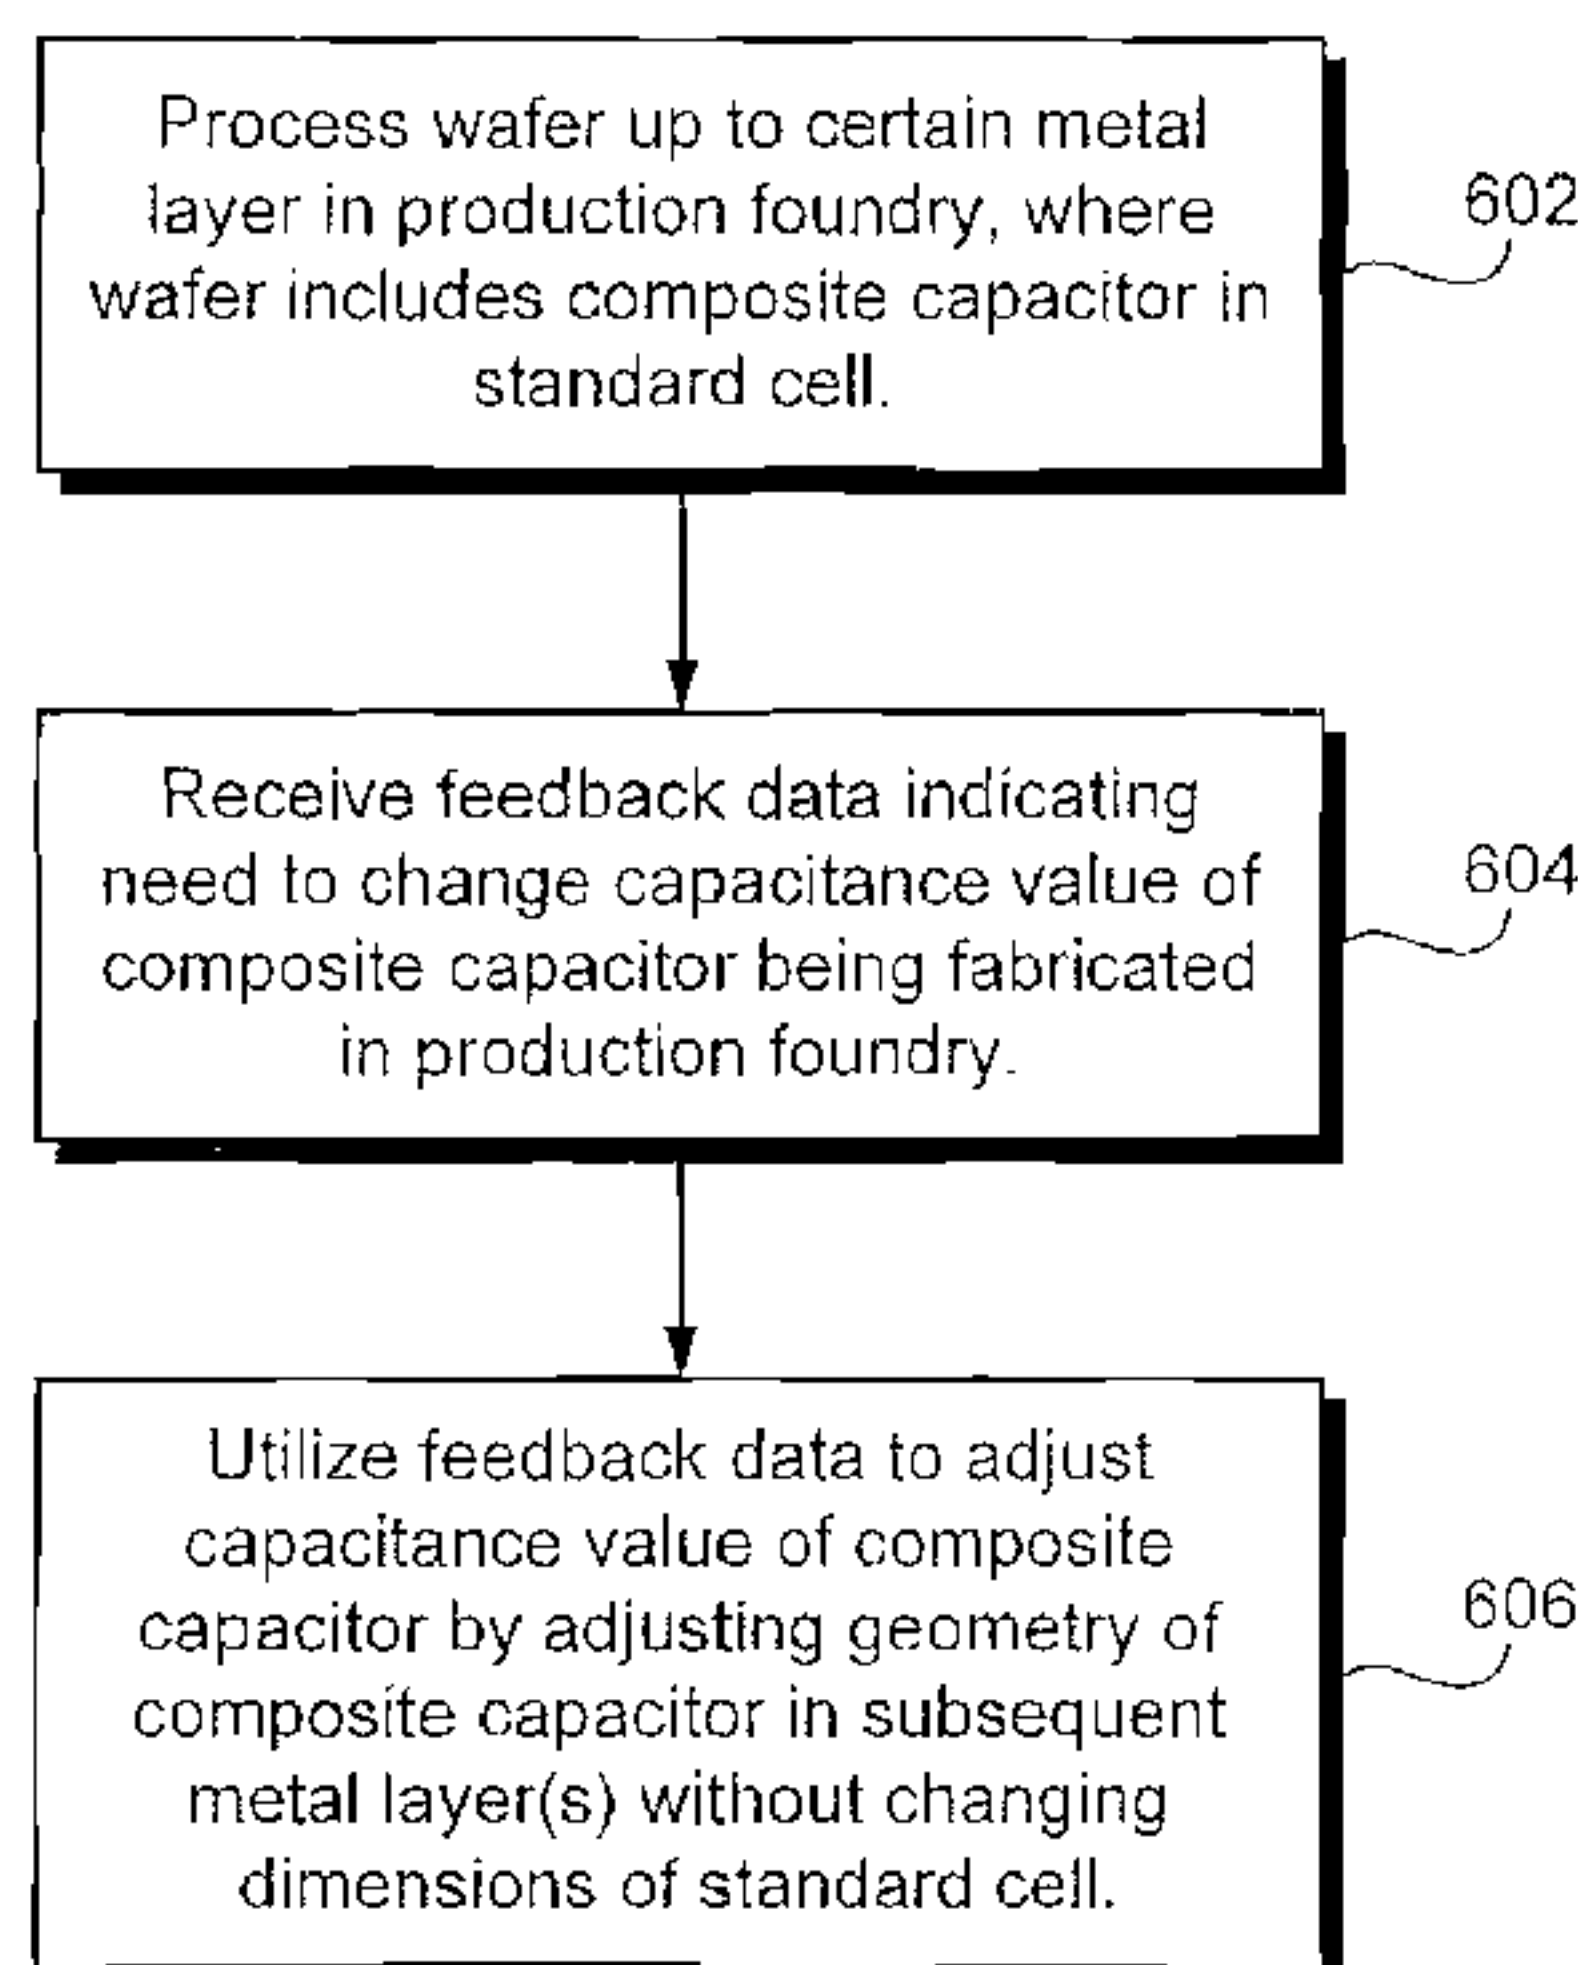 Process wafer up to certain metal
layer in production foundry, where
wafer includes composite capacitor in
standard cell.
602
Receive feedback data indicating
need to change capacitance value of
composite capacitor being fabricated
in production foundry.
604
Utilize feedback data to adjust
capacitance value of composite
capacitor by adjusting geometry of
composite capacitor in subsequent
metal layer(s) without changing
dimensions of standard cell.
606